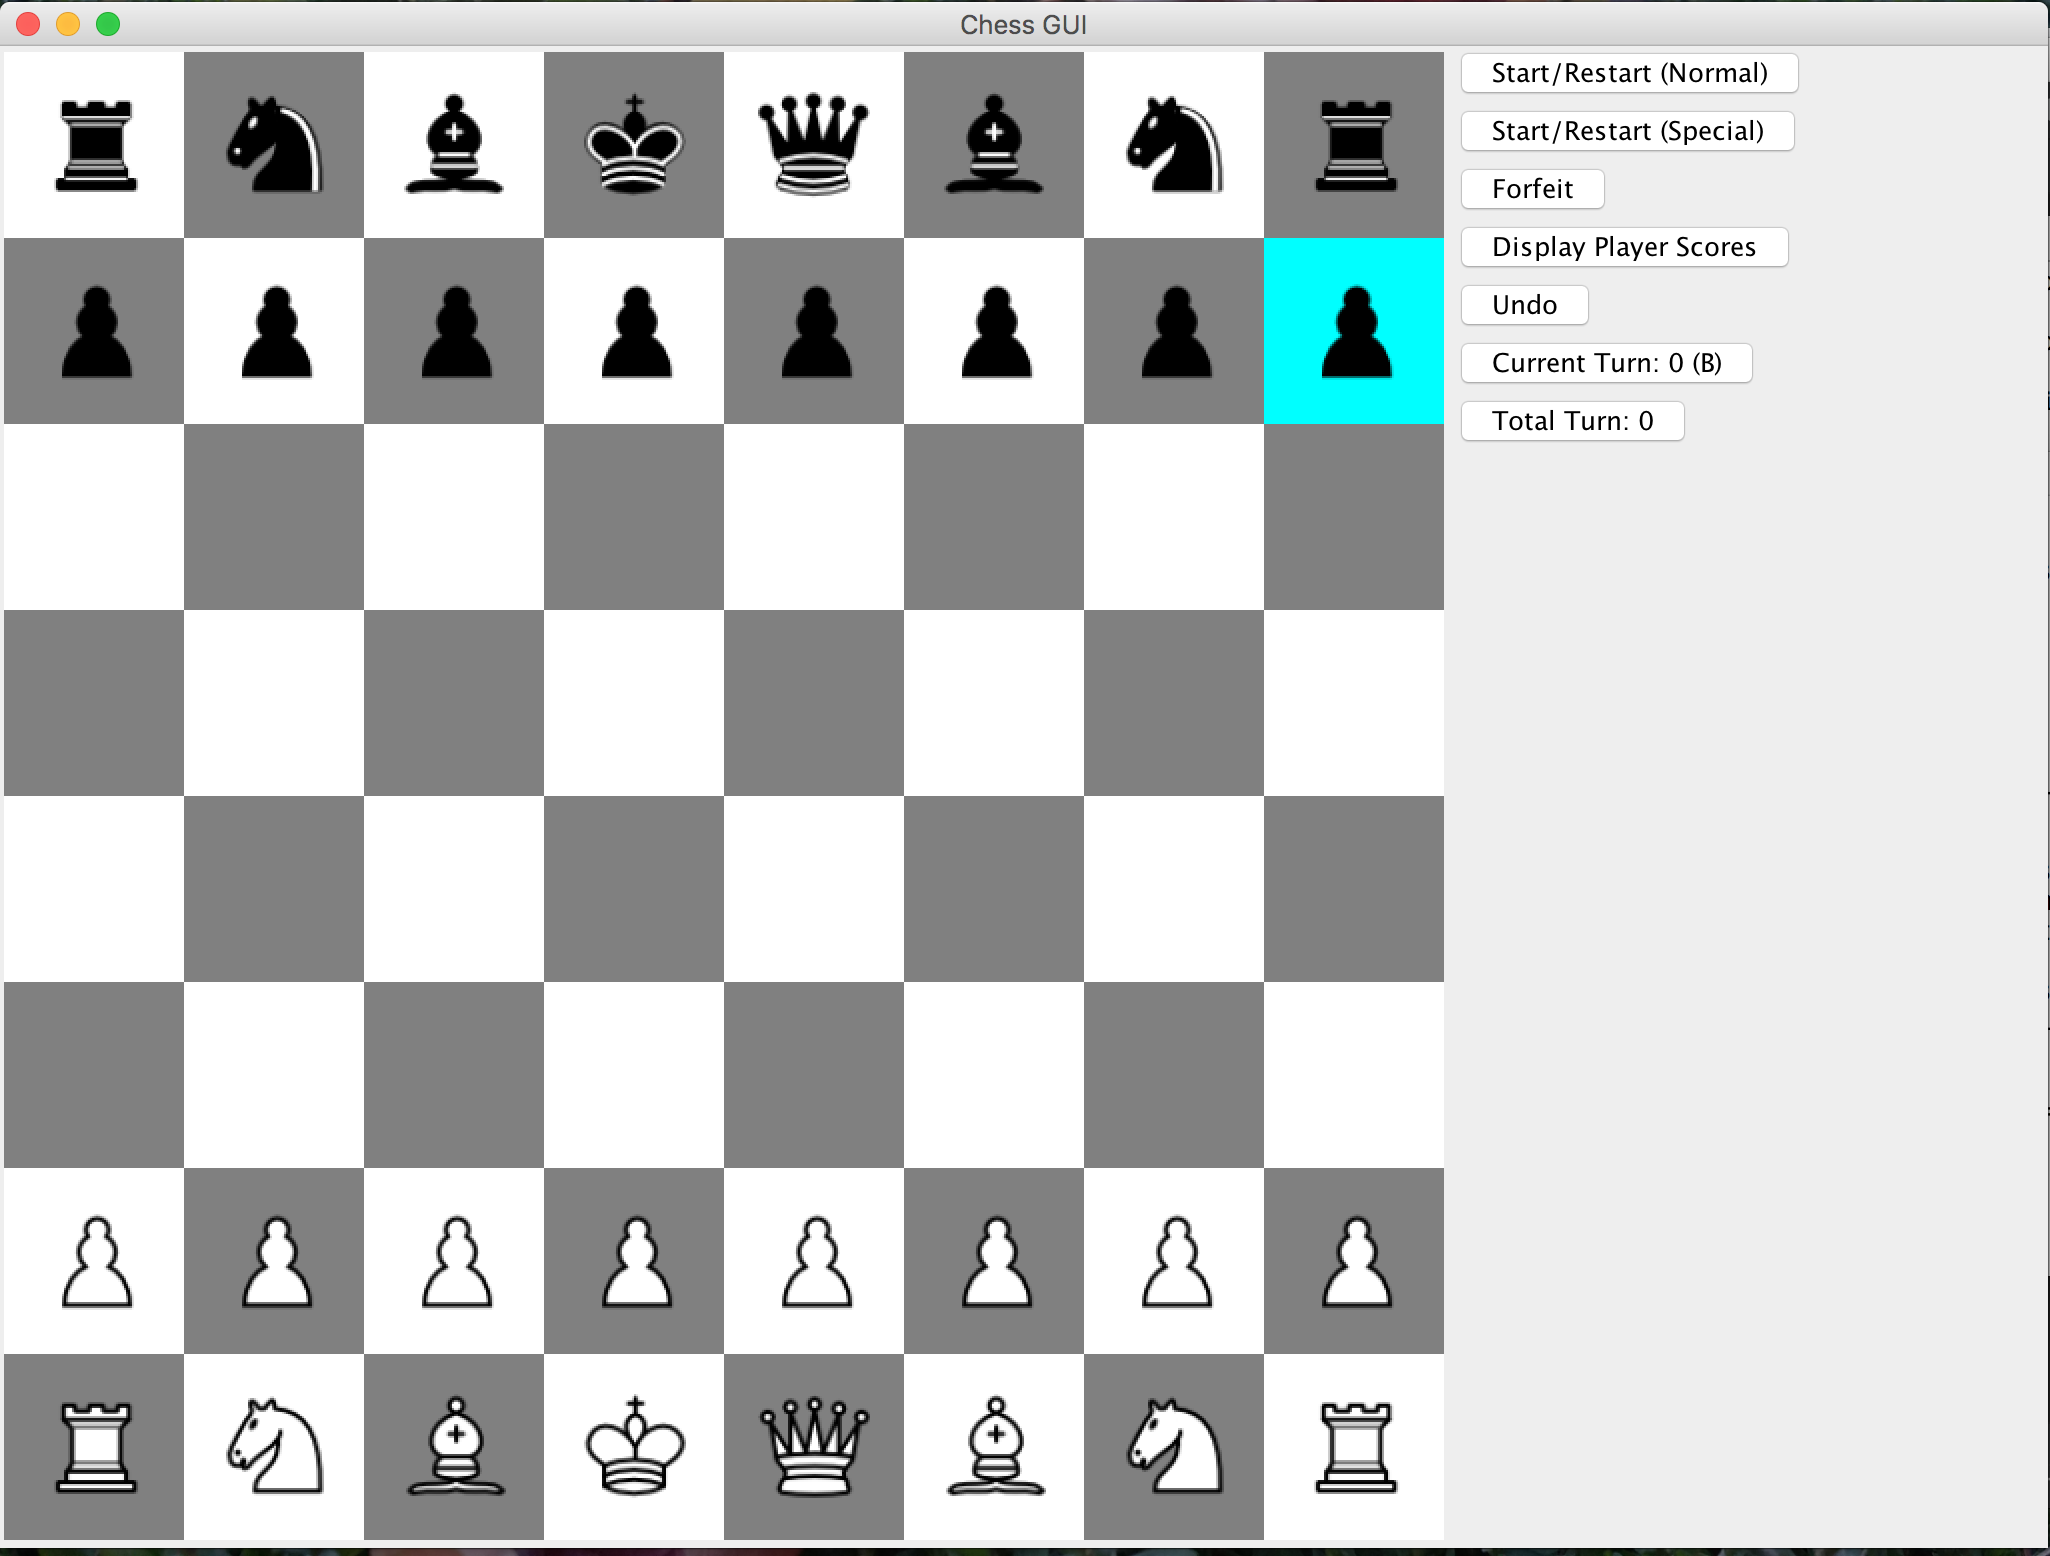 Chess GUI
Start/Restart (Normal)
Start/Restart (Special)
Forfeit
Display Player Scores
Undo
Current Turn: 0 (B)
Total Turn: 0